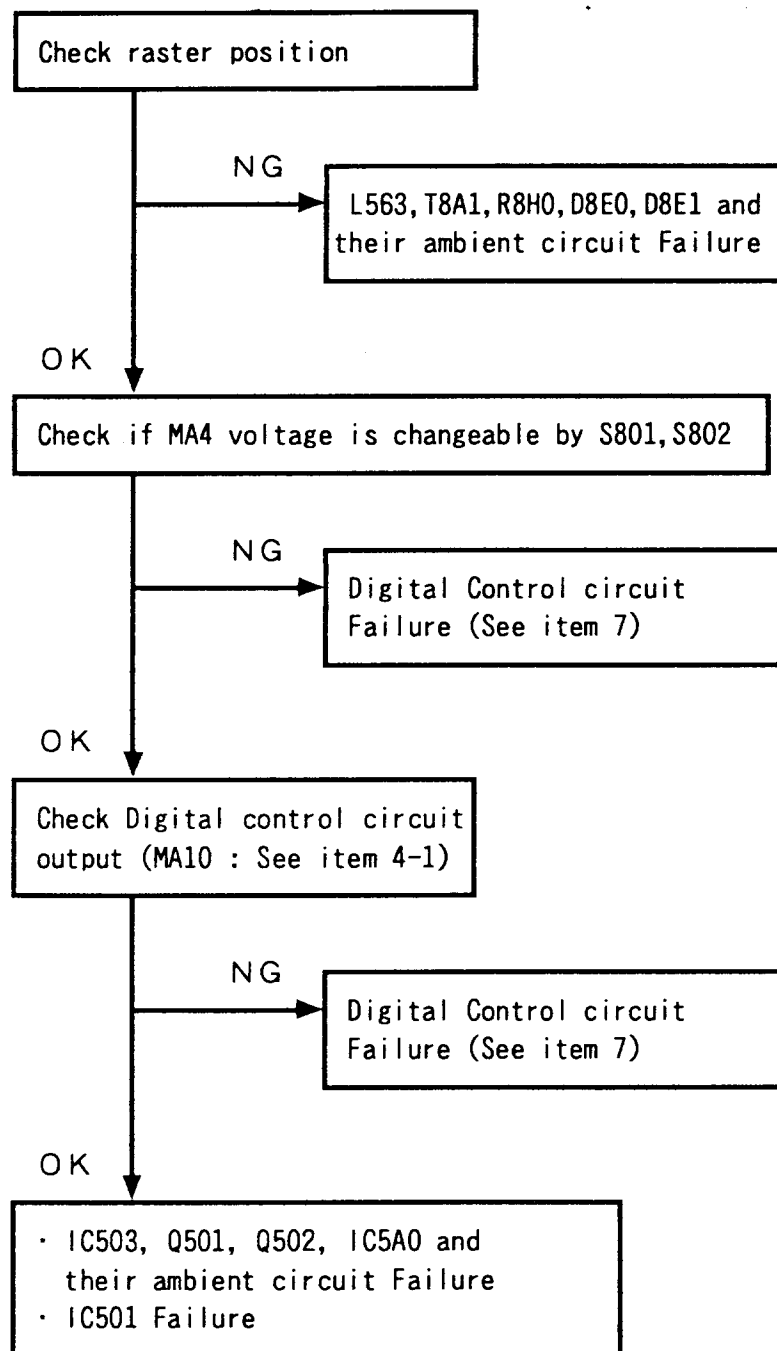 Check raster position
NG
L563, T8A1, R8H0, D8E0, D8E1 and
their ambient circuit Failure
OK
Check if MA4 voltage is changeable by S801, S802
NG
Digital Control circuit
Failure (See item 7)
OK
Check Digital control circuit
output (MA10 : See item 4-1)
NG
Digital Control circuit
Failure (See item 7)
OK
· IC503, Q501, Q502, IC5A0 and
their ambient circuit Failure
· IC501 Failure